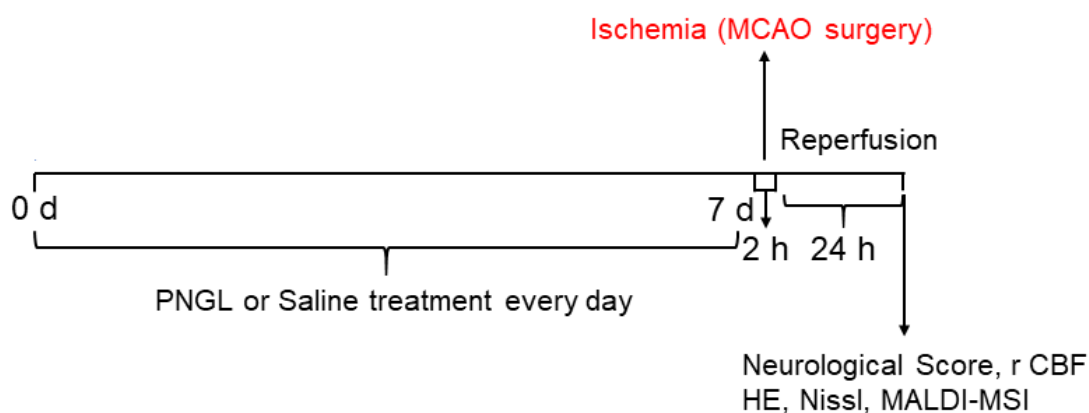 Ischemia (MCAO surgery)
Reperfusion
0 d
7 d
2 h
24 h
PNGL or Saline treatment every day
Neurological Score, r CBF
HE, Nissl, MALDI-MSI